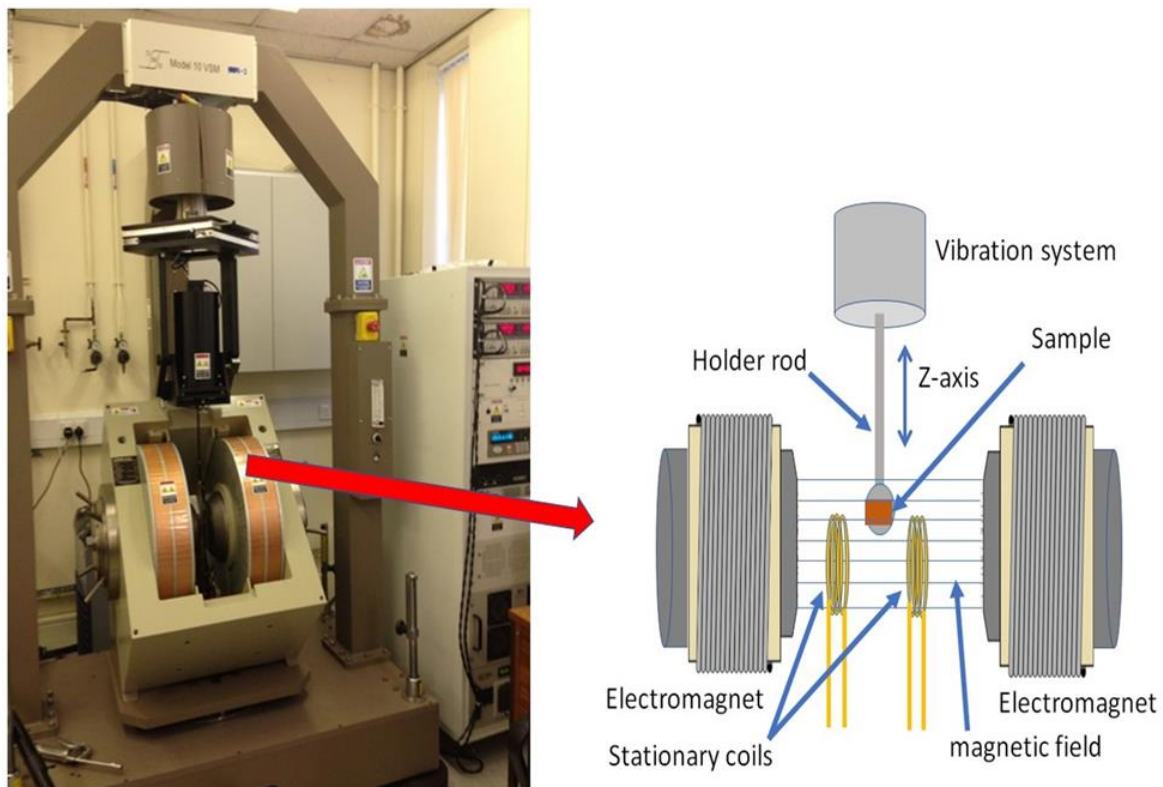 Model 10 VSM
Vibration system
Sample
Holder rod
Z-axis
Electromagnet
Electromagnet
Stationary coils
magnetic field